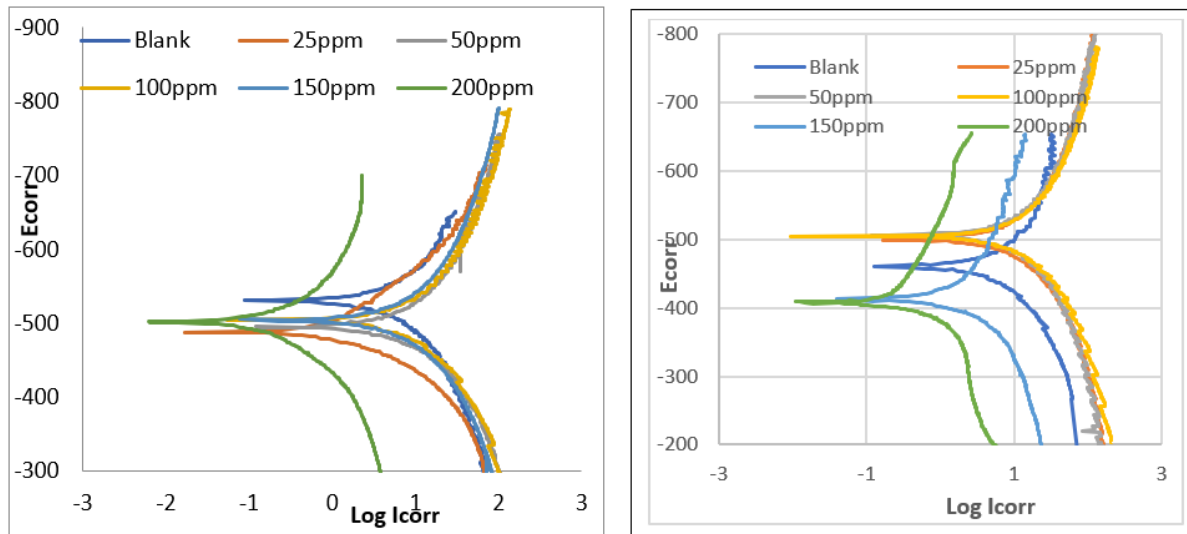 -900
Blank 25ppm 50ppm
-800
100ppm 150ppm 200ppm
-700
Ecorr
-600
-500
-400
-300
-3 -2 -1 0 1 2 3
Log Icorr
-800
Blank 25ppm
-700
50ppm 100ppm
150ppm 200ppm
-600
-500
Ecorr
-400
-300
-200
-3 -1 1 3
Log Icorr